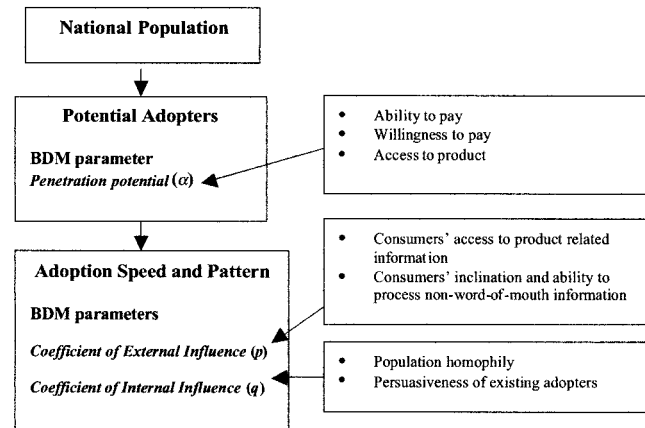 National Population
Potential Adopters
BDM parameter
Penetration potential (α)
• Ability to pay
• Willingness to pay
• Access to product
Adoption Speed and Pattern
BDM parameters
Coefficient of External Influence (p)
Coefficient of Internal Influence (q)
• Consumers’ access to product related
information
• Consumers’ inclination and ability to
process non-word-of-mouth information
• Population homophily
• Persuasiveness of existing adopters